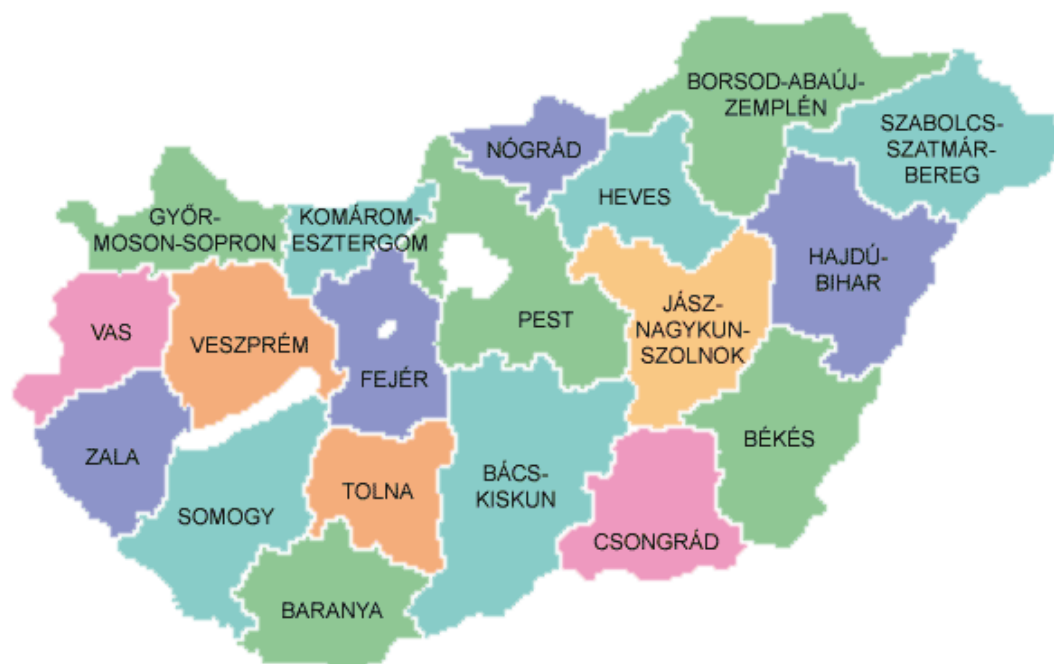 BORSOD-ABAÚJ-
ZEMPLÉN
SZABOLCS-
SZATMÁR-
BEREG
NÓGRÁD
HEVES
GYŐR-
MOSON-SOPRON
KOMÁROM-
ESZTERGOM
HAJDÚ-
BIHAR
JÁSZ-
NAGYKUN-
SZOLNOK
PEST
VAS
VESZPRÉM
FEJÉR
BÉKÉS
ZALA
TOLNA
BÁCS-
KISKUN
SOMOGY
CSONGRÁD
BARANYA